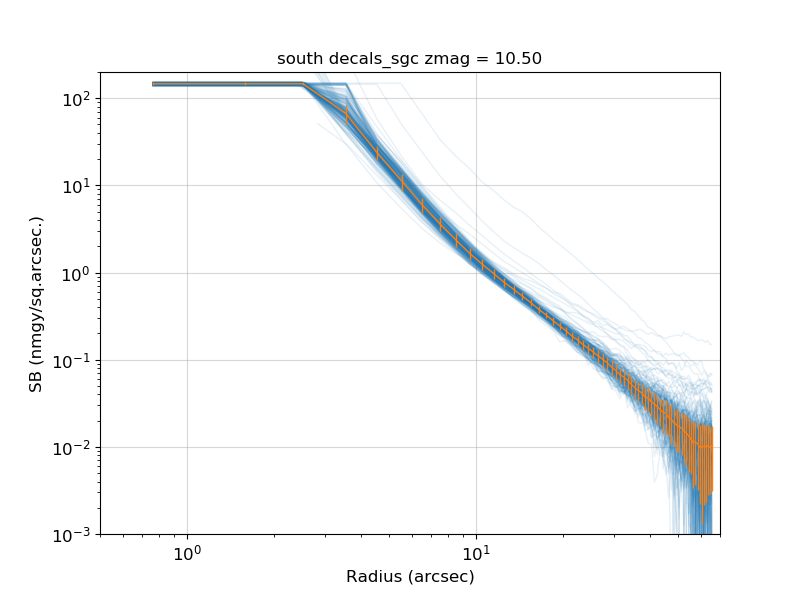 south decals_sgc zmag = 10.50
SB (nmgy/sq.arcsec.)
10²
10¹
10⁰
10⁻¹
10⁻²
10⁻³
10⁰ 10¹
Radius (arcsec)